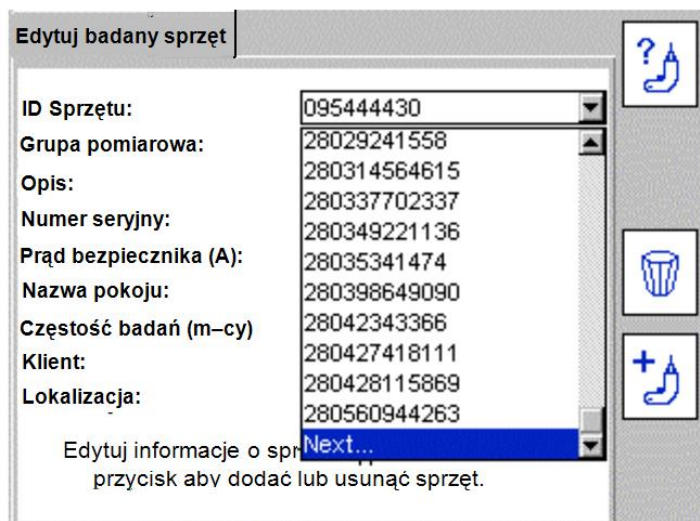 Edytuj badany sprzęt
?
ID Sprzętu: 095444430
Grupa pomiarowa: 28029241558
280314564615
Opis:
280337702337
Numer seryjny: 280349221136
Prąd bezpiecznika (A): 28035341474
Nazwa pokoju: 280398649090
Częstość badań (m–cy) 28042343366
Klient: 280427418111
280428115869
Lokalizacja:
280560944263
Next...
+
Edytuj informacje o spr
przycisk aby dodać lub usunąć sprzęt.